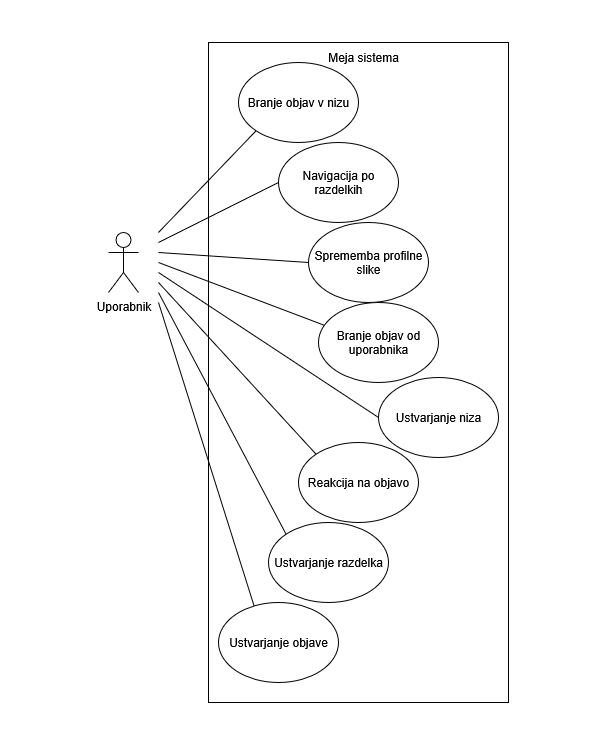 Meja sistema
Branje objav v nizu
Navigacija po
razdelkih
Sprememba profilne
slike
Uporabnik
Branje objav od
uporabnika
Ustvarjanje niza
Reakcija na objavo
Ustvarjanje razdelka
Ustvarjanje objave